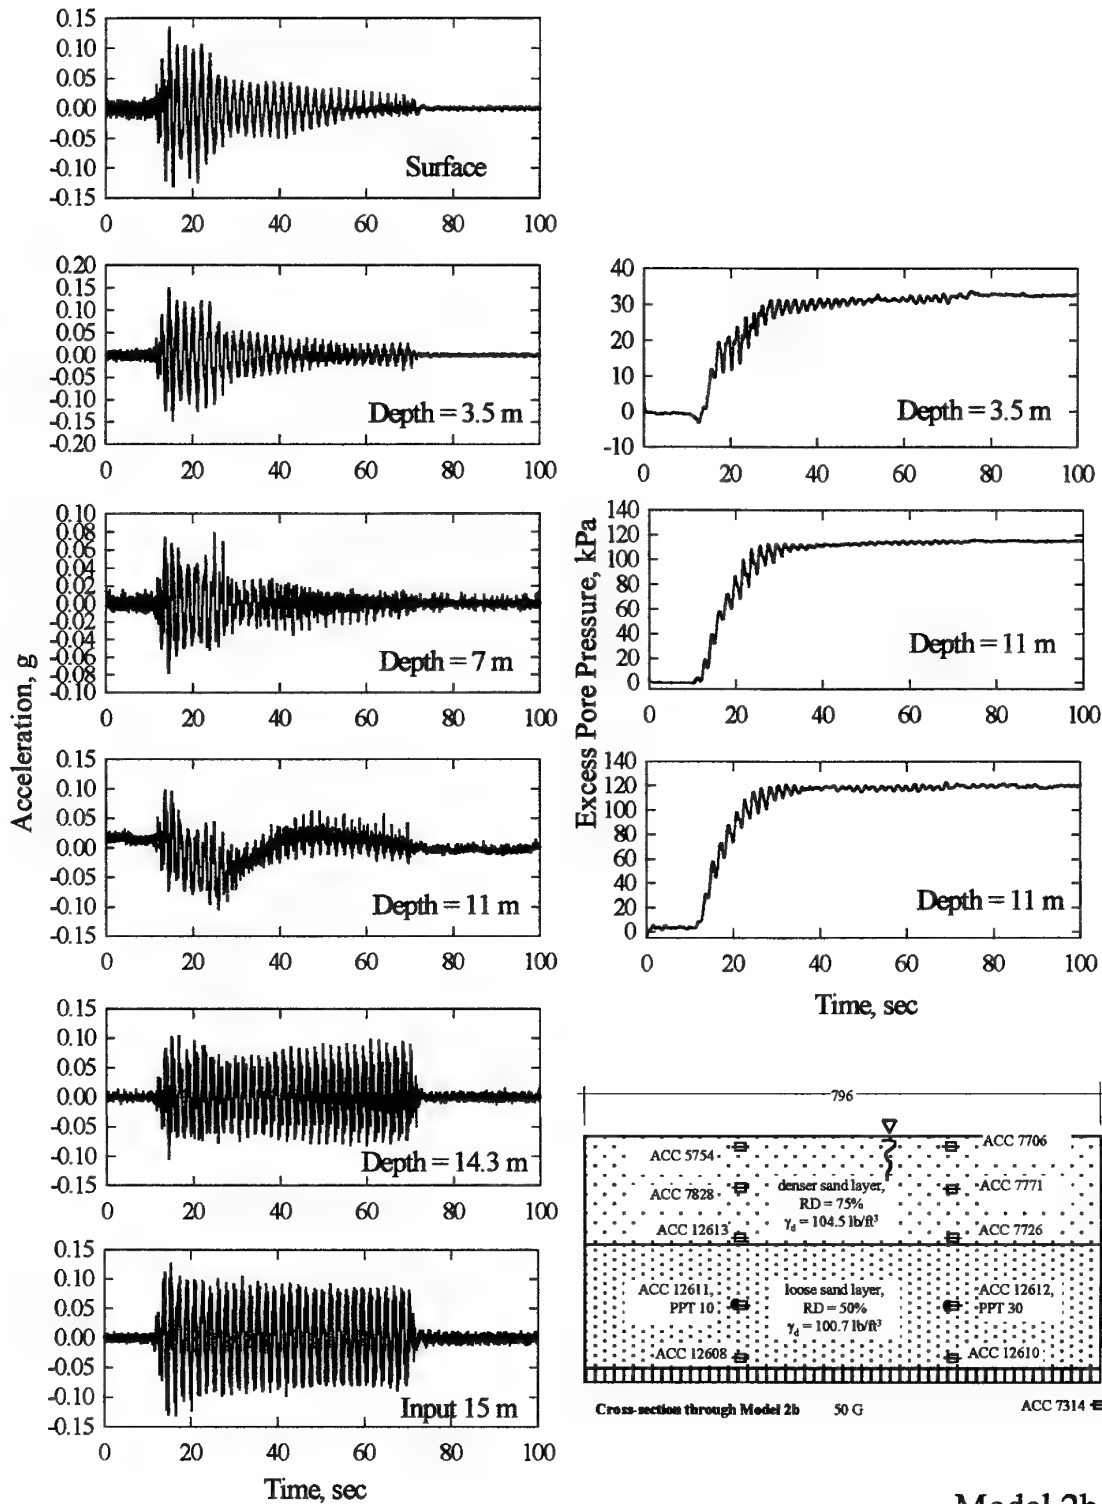 0.15
0.10
0.05
0.00
-0.05
-0.10
-0.15
Surface
0 20 40 60 80 100
0.20
0.15
0.10
0.05
0.00
-0.05
-0.10
-0.15
-0.20
Depth = 3.5 m
0 20 40 60 80 100
0.10
0.08
0.06
0.04
0.02
0.00
-0.02
-0.04
-0.06
-0.08
-0.10
Depth = 7 m
0 20 40 60 80 100
Acceleration, g
0.15
0.10
0.05
0.00
-0.05
-0.10
-0.15
Depth = 11 m
0 20 40 60 80 100
0.15
0.10
0.05
0.00
-0.05
-0.10
-0.15
Depth = 14.3 m
0 20 40 60 80 100
0.15
0.10
0.05
0.00
-0.05
-0.10
-0.15
Input 15 m
0 20 40 60 80 100
Time, sec
40
30
20
10
0
-10
Depth = 3.5 m
0 20 40 60 80 100
Excess Pore Pressure, kPa
140
120
100
80
60
40
20
0
Depth = 11 m
0 20 40 60 80 100
140
120
100
80
60
40
20
0
Depth = 11 m
0 20 40 60 80 100
Time, sec
796
ACC 5754
ACC 7706
ACC 7828
denser sand layer,
RD = 75%
γd = 104.5 lb/ft³
ACC 7771
ACC 12613
ACC 7726
ACC 12611,
PPT 10
loose sand layer,
RD = 50%
γd = 100.7 lb/ft³
ACC 12612,
PPT 30
ACC 12608
ACC 12610
Cross-section through Model 2b 50 G
ACC 7314
Model 2b